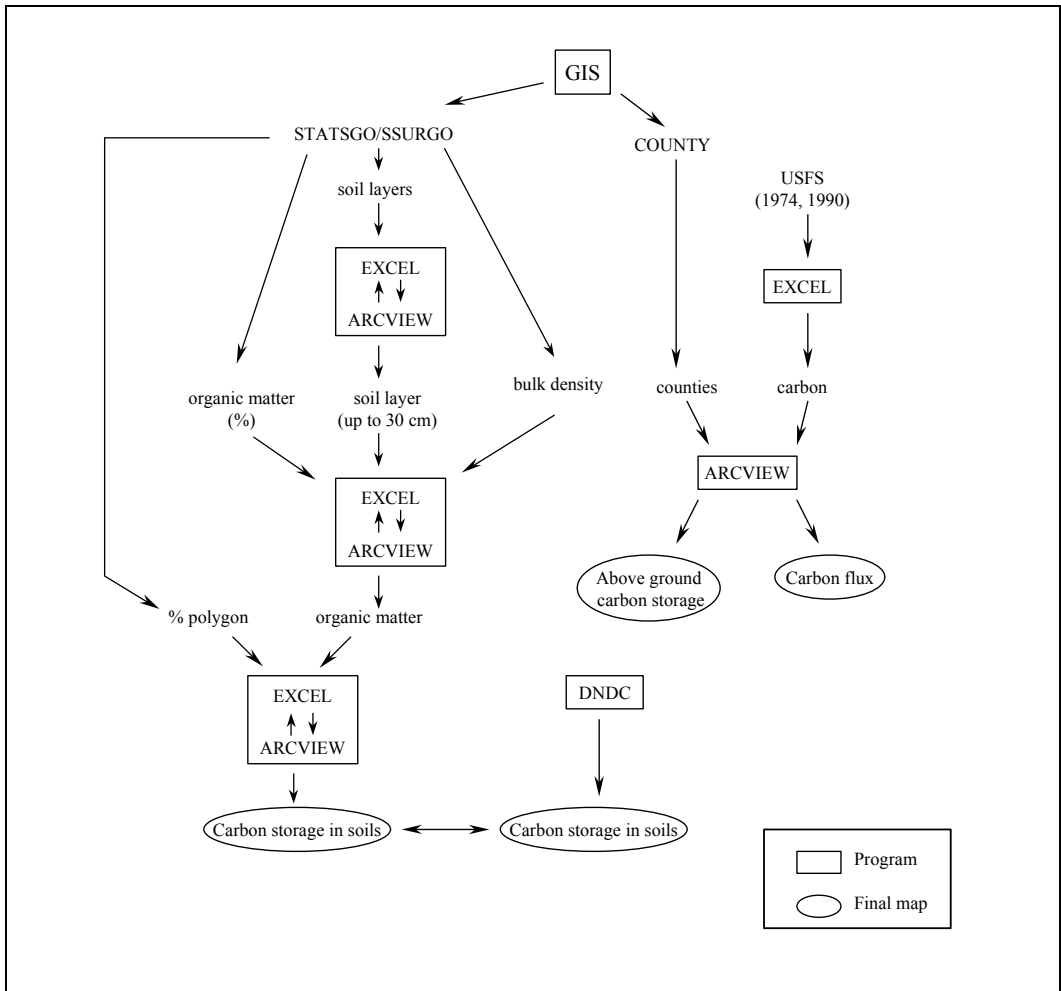 GIS
STATSGO/SSURGO
COUNTY
soil layers
USFS
(1974, 1990)
EXCEL
ARCVIEW
EXCEL
organic matter
(%)
soil layer
(up to 30 cm)
bulk density
counties
carbon
EXCEL
ARCVIEW
ARCVIEW
Above ground
carbon storage
Carbon flux
% polygon
organic matter
EXCEL
ARCVIEW
DNDC
Carbon storage in soils
Carbon storage in soils
Program
Final map